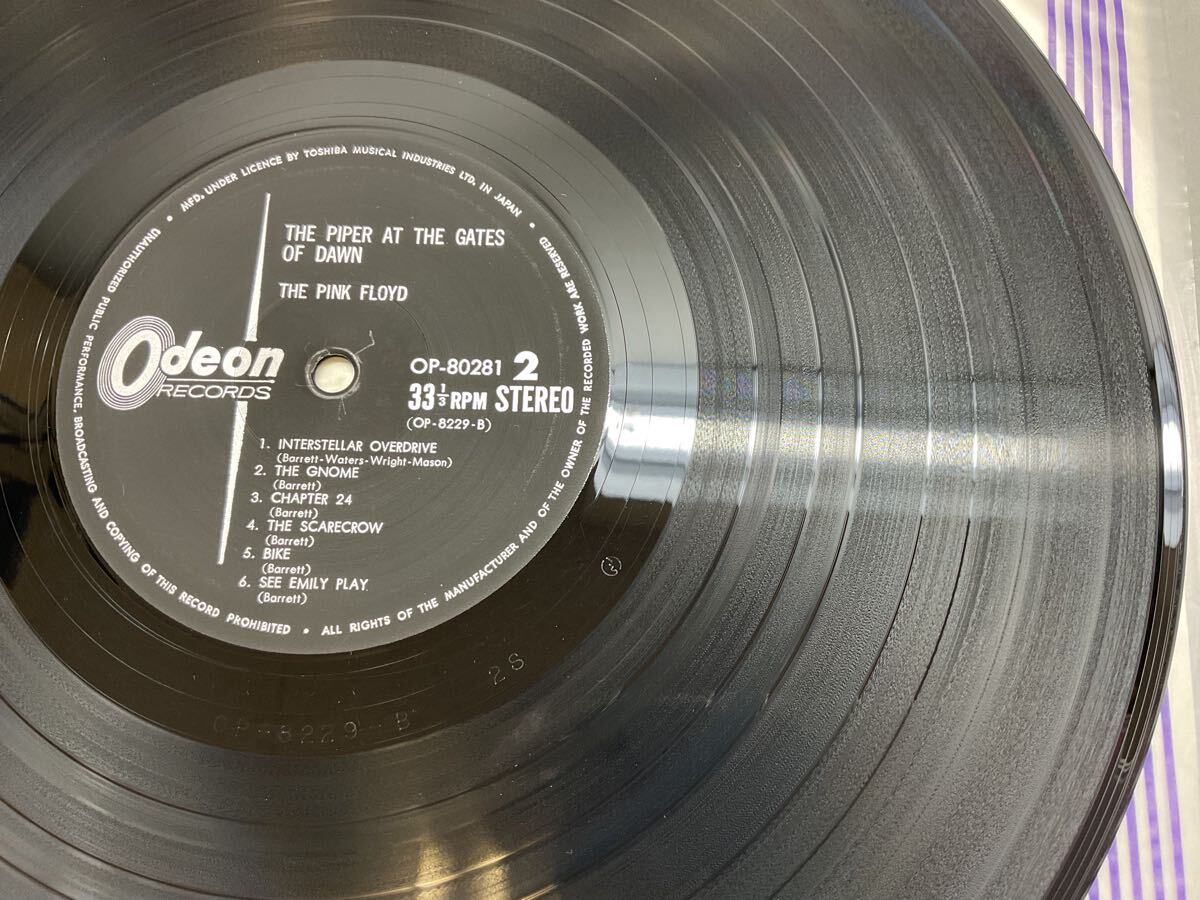 MFD. UNDER LICENCE BY TOSHIBA MUSICAL INDUSTRIES LTD. IN JAPAN •
THE PIPER AT THE GATES
OF DAWN
THE PINK FLOYD
Odeon
RECORDS
OP-80281 2
33 1/3 RPM STEREO
(OP-8229-B)
1. INTERSTELLAR OVERDRIVE
(Barrett-Waters-Wright-Mason)
2. THE GNOME
(Barrett)
3. CHAPTER 24
(Barrett)
4. THE SCARECROW
(Barrett)
5. BIKE
(Barrett)
6. SEE EMILY PLAY
(Barrett)
• UNAUTHORIZED PUBLIC PERFORMANCE, BROADCASTING AND COPYING OF THIS RECORD PROHIBITED • ALL RIGHTS OF THE MANUFACTURER AND OF THE OWNER OF THE RECORDED WORK ARE RESERVED
2S
OP-8229 B